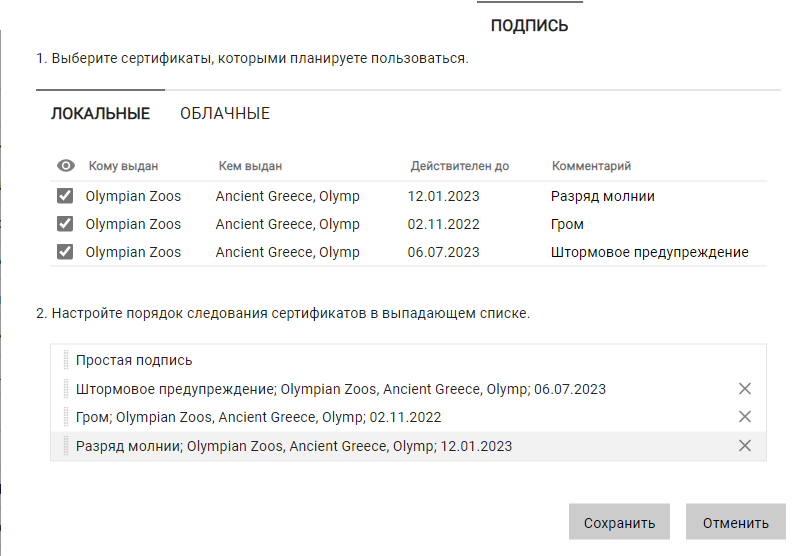 ПОДПИСЬ
1. Выберите сертификаты, которыми планируете пользоваться.
ЛОКАЛЬНЫЕ ОБЛАЧНЫЕ
Кому выдан Кем выдан Действителен до Комментарий
Olympian Zoos Ancient Greece, Olymp 12.01.2023 Разряд молнии
Olympian Zoos Ancient Greece, Olymp 02.11.2022 Гром
Olympian Zoos Ancient Greece, Olymp 06.07.2023 Штормовое предупреждение
2. Настройте порядок следования сертификатов в выпадающем списке.
Простая подпись
Штормовое предупреждение; Olympian Zoos, Ancient Greece, Olymp; 06.07.2023
Гром; Olympian Zoos, Ancient Greece, Olymp; 02.11.2022
Разряд молнии; Olympian Zoos, Ancient Greece, Olymp; 12.01.2023
Сохранить Отменить